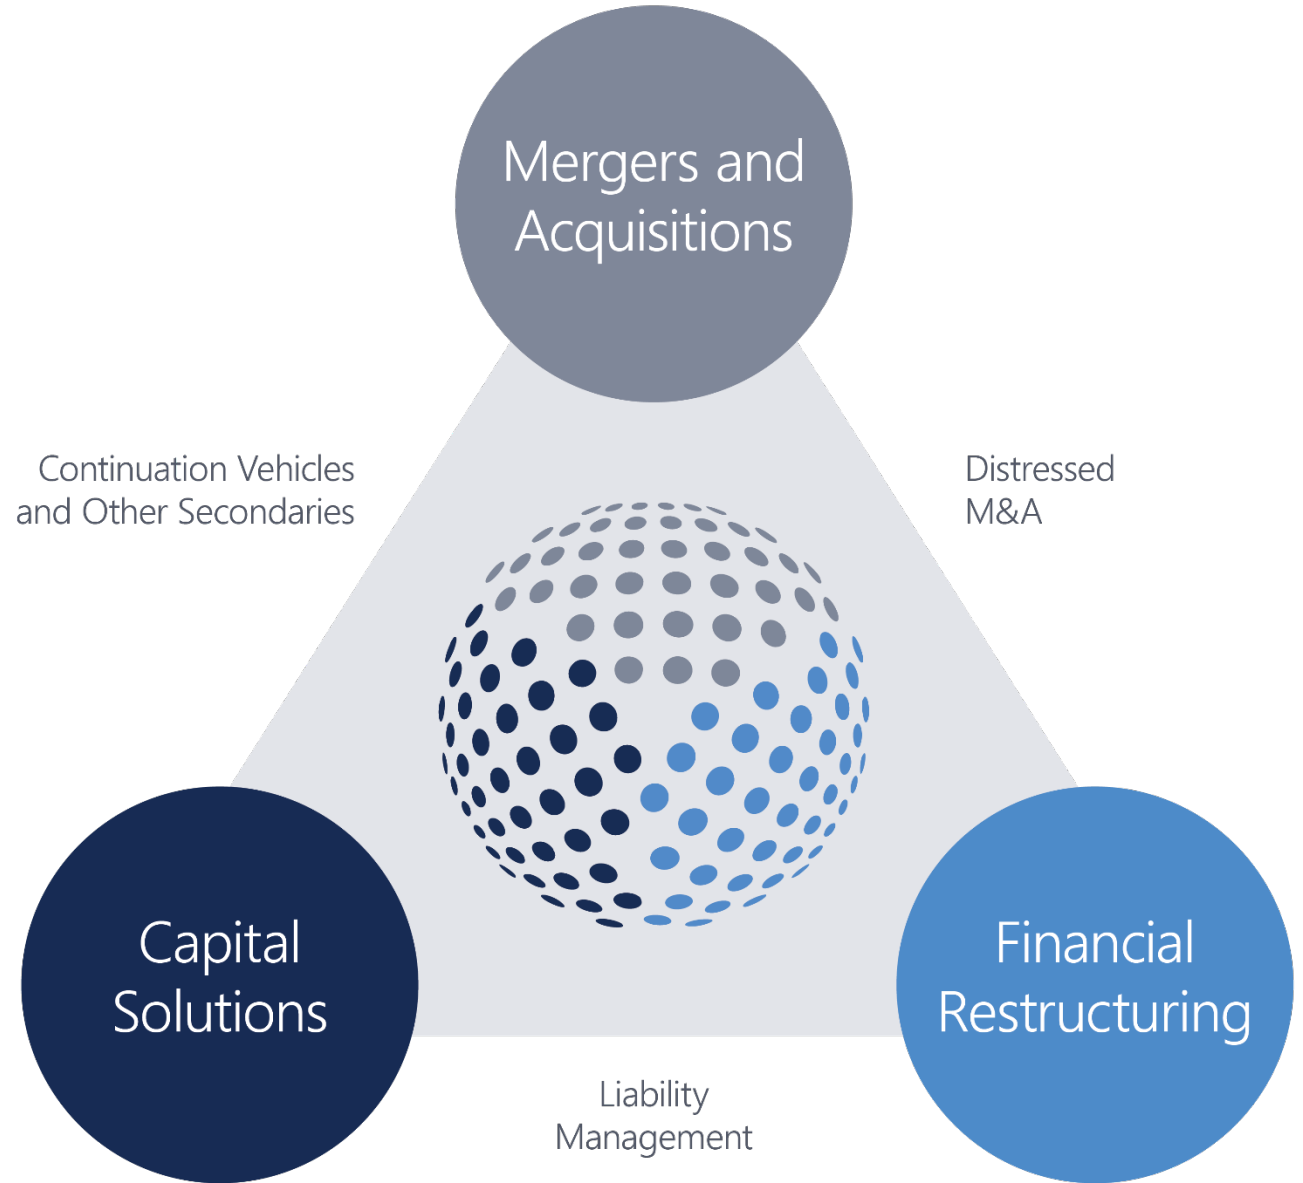 Mergers and
Acquisitions
Continuation Vehicles
and Other Secondaries
Distressed
M&A
Capital
Solutions
Financial
Restructuring
Liability
Management